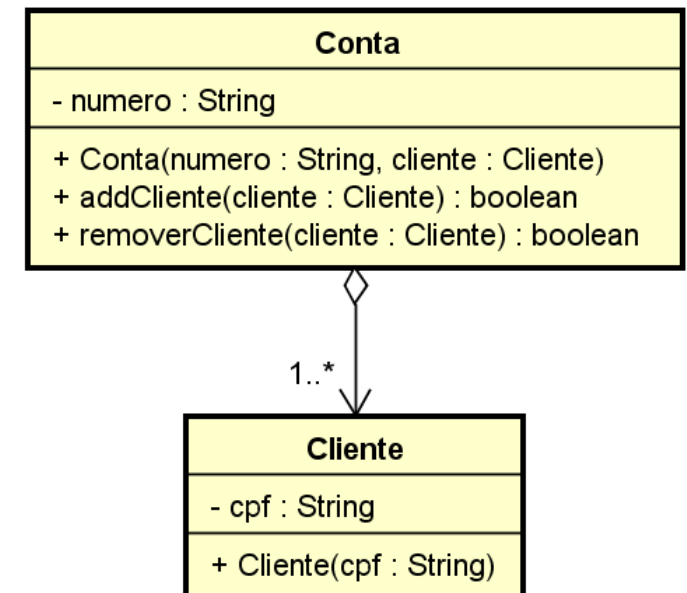 Conta
- numero : String
+ Conta(numero : String, cliente : Cliente)
+ addCliente(cliente : Cliente) : boolean
+ removerCliente(cliente : Cliente) : boolean
1..*
Cliente
- cpf : String
+ Cliente(cpf : String)